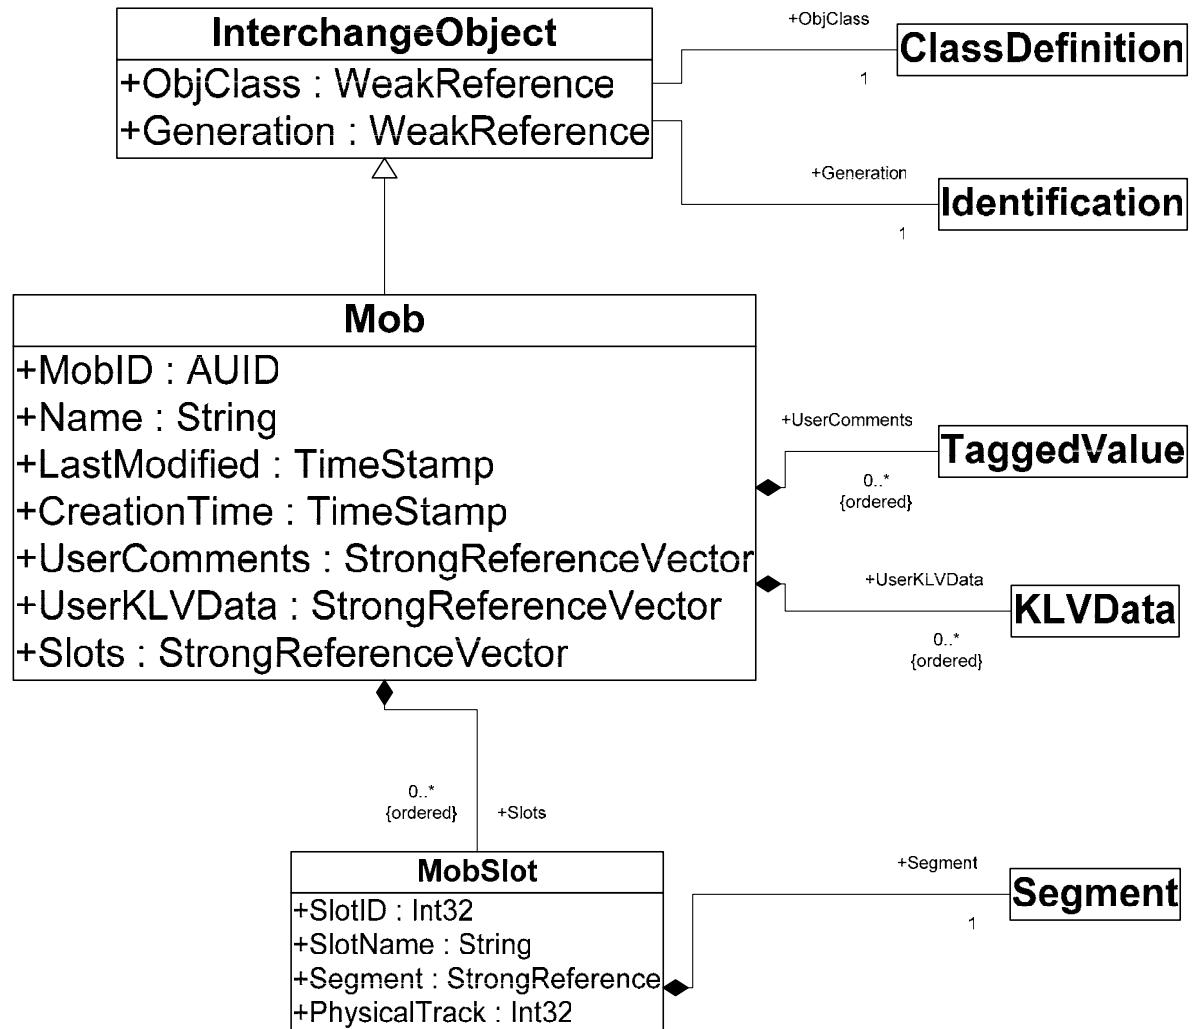 InterchangeObject
+ObjClass : WeakReference
+Generation : WeakReference
+ObjClass
1
ClassDefinition
+Generation
1
Identification
Mob
+MobID : AUID
+Name : String
+LastModified : TimeStamp
+CreationTime : TimeStamp
+UserComments : StrongReferenceVector
+UserKLVData : StrongReferenceVector
+Slots : StrongReferenceVector
+UserComments
0..*
{ordered}
TaggedValue
+UserKLVData
0..*
{ordered}
KLVData
0..*
{ordered}
+Slots
MobSlot
+SlotID : Int32
+SlotName : String
+Segment : StrongReference
+PhysicalTrack : Int32
+Segment
1
Segment